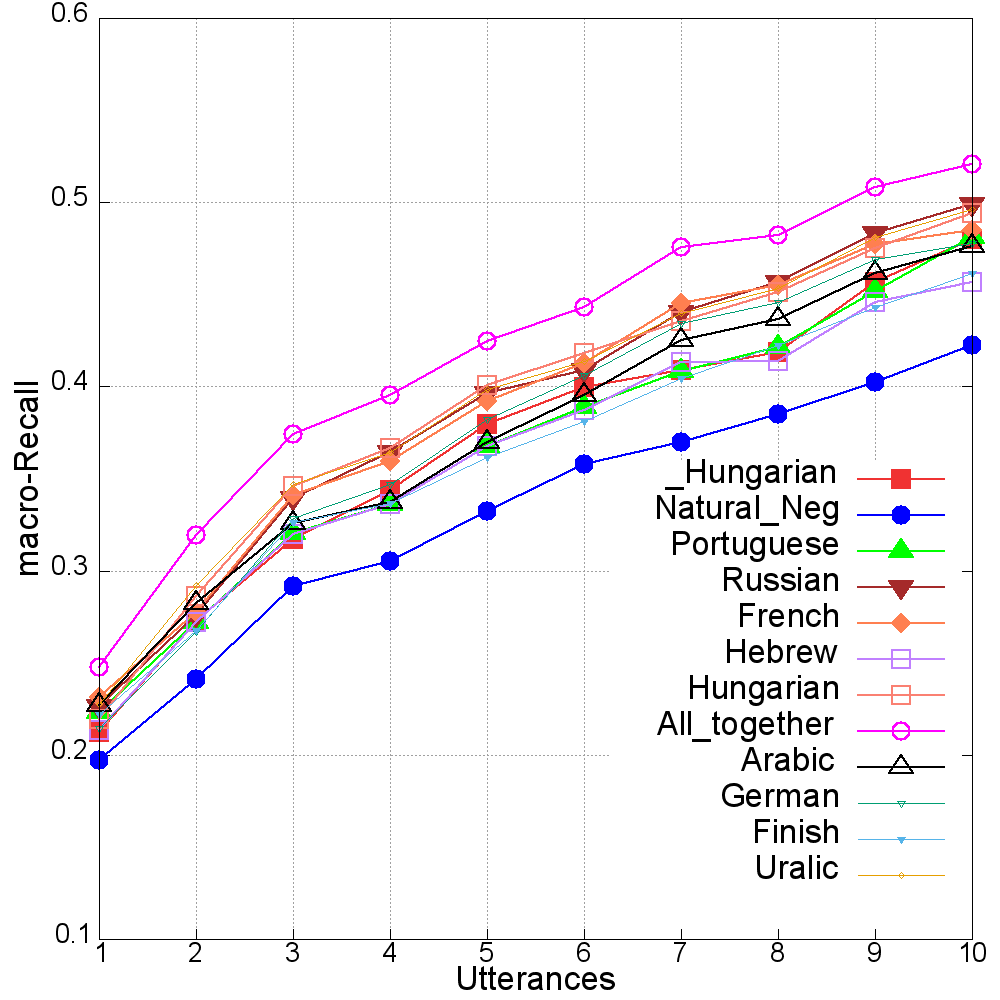 0.6
0.5
0.4
0.3
0.2
0.1
macro-Recall
_Hungarian
Natural_Neg
Portuguese
Russian
French
Hebrew
Hungarian
All_together
Arabic
German
Finish
Uralic
1 2 3 4 5 6 7 8 9 10
Utterances